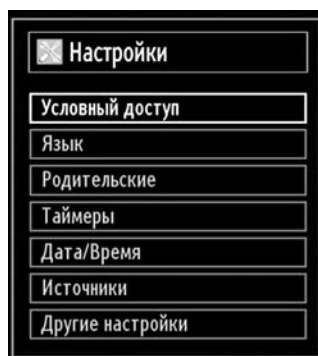 Настройки
Условный доступ
Язык
Родительские
Таймеры
Дата/Время
Источники
Другие настройки